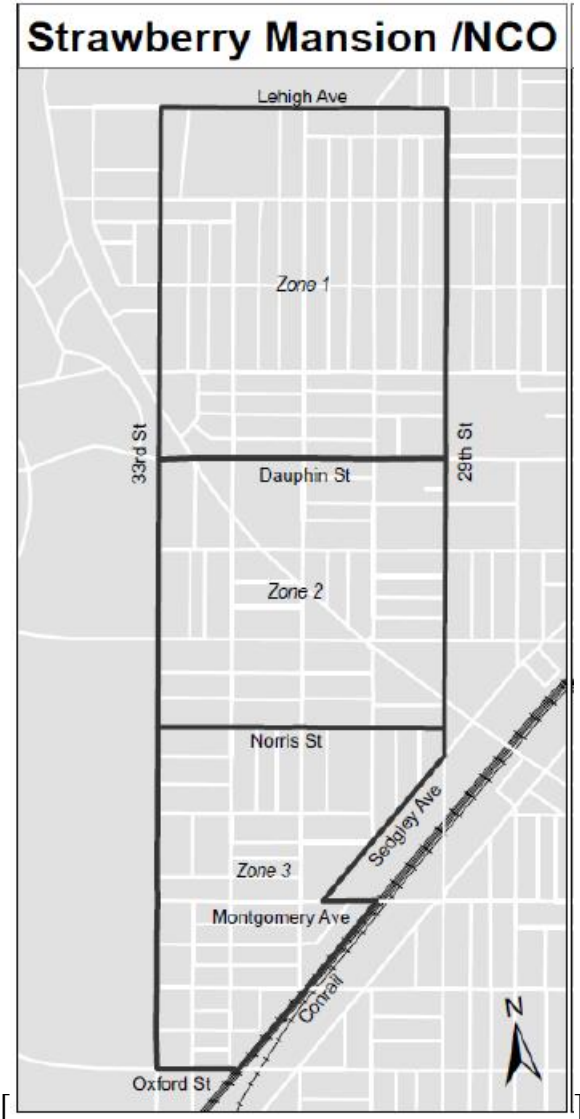 Strawberry Mansion /NCO
Lehigh Ave
Zone 1
33rd St
29th St
Dauphin St
Zone 2
Norris St
Sedgley Ave
Zone 3
Montgomery Ave
Conrail
N
Oxford St
[ ]